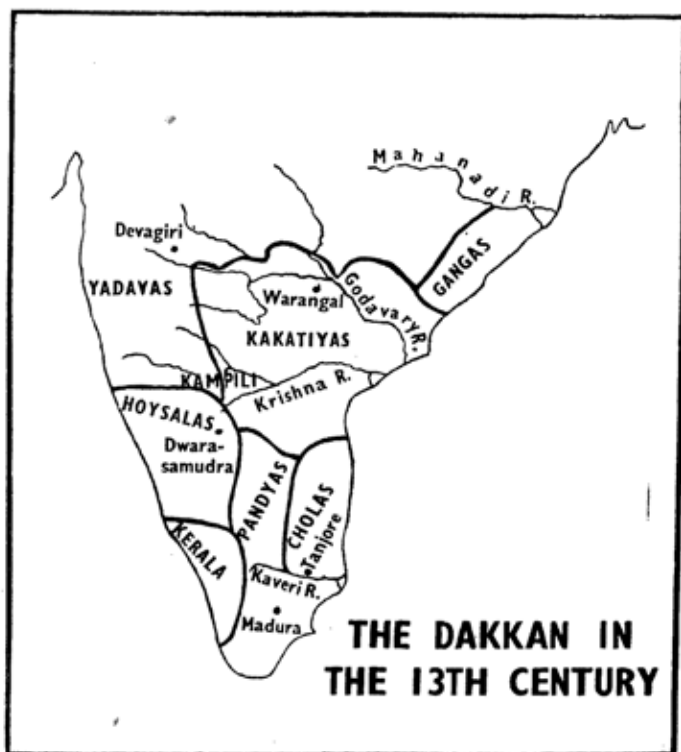 Mahanadi R.
Devagiri
YADAVAS
GANGAS
Warangal
Godavary R.
KAKATIYAS
KAMPILI
Krishna R.
HOYSALAS
Dwara-
samudra
PANDYAS
CHOLAS
Tanjore
KERALA
Kaveri R.
Madura
THE DAKKAN IN
THE 13TH CENTURY